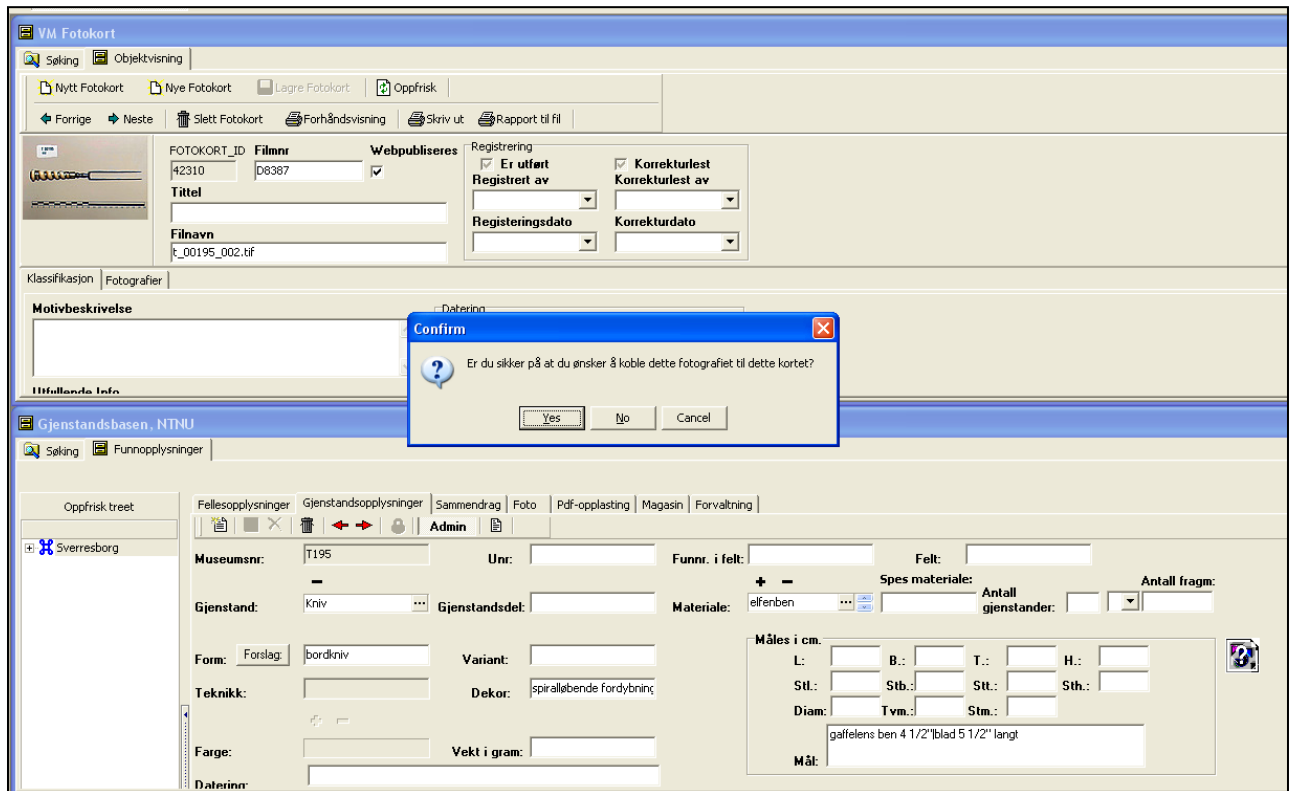 VM Fotokort
Søking Objektvisning
Nytt Fotokort Nye Fotokort Lagre Fotokort Oppfrisk
Forrige Neste Slett Fotokort Forhåndsvisning Skriv ut Rapport til fil
FOTOKORT_ID Filmnr Webpubliseres Registrering
42310 D8387 Er utført Korrekturlest
Tittel Registrert av Korrekturlest av
Registeringsdato Korrekturdato
Filnavn
t_00195_002.tif
Klassifikasjon Fotografier
Motivbeskrivelse Datering
Confirm
Er du sikker på at du ønsker å koble dette fotografiet til dette kortet?
Utfyllende Info
Yes No Cancel
Gjenstandsbasen, NTNU
Søking Funnopplysninger
Oppfrisk treet Fellesopplysninger Gjenstandsopplysninger Sammendrag Foto Pdf-opplasting Magasin Forvaltning
Admin
Sverresborg
Museumsnr: T195 Unr: Funnr. i felt: Felt:
Spes materiale: Antall fragm:
Gjenstand: Kniv ... Gjenstandsdel: Materiale: elfenben ... Antall gjenstander:
Måles i cm.
Form: Forslag: bordkniv Variant: L: B.: T.: H.:
Teknikk: Dekor: spiralløbende fordybning Stl.: Stb.: Stt.: Sth.:
Diam: Tvm.: Stm.:
Farge: Vekt i gram: Mål: gaffelens ben 4 1/2"|blad 5 1/2" langt
Datering: